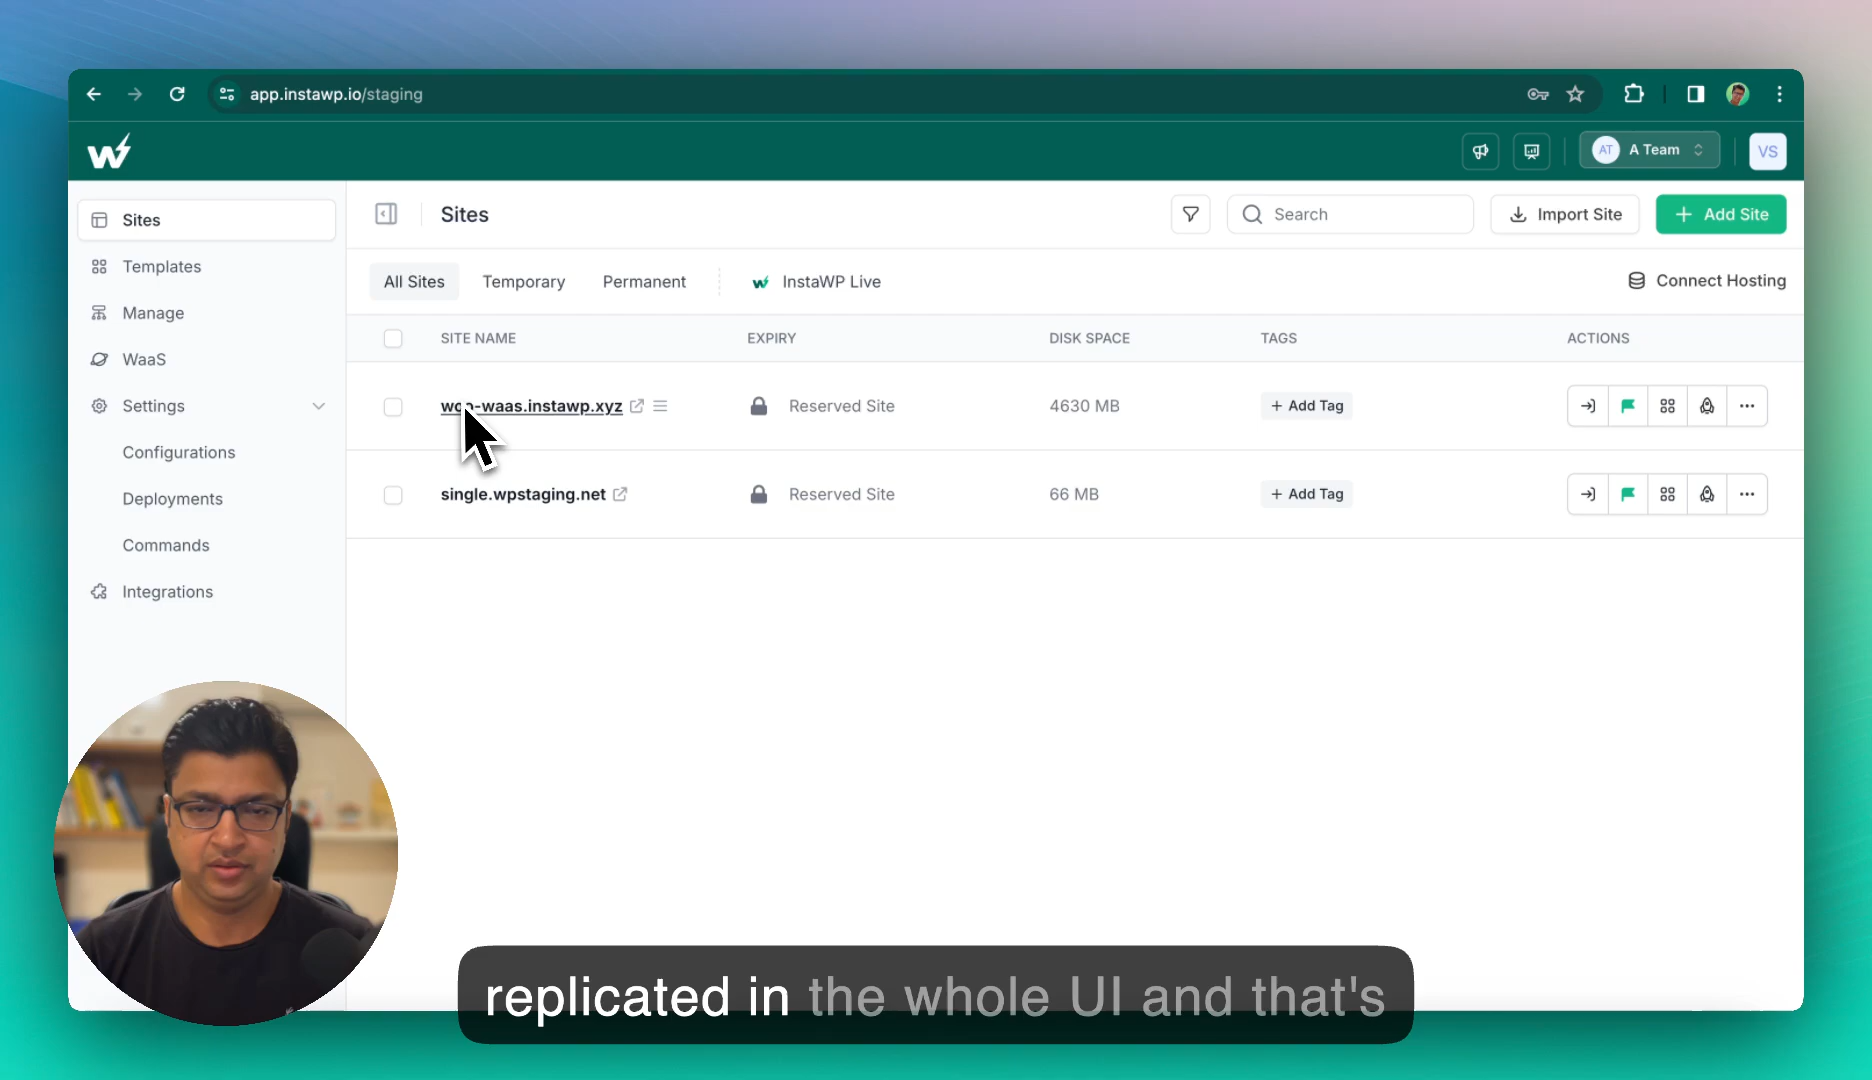 app.instawp.io/staging
AT A Team
VS
Sites
Templates
Manage
WaaS
Settings
Configurations
Deployments
Commands
Integrations
Sites
Search
Import Site
Add Site
All Sites Temporary Permanent InstaWP Live
Connect Hosting
SITE NAME EXPIRY DISK SPACE TAGS ACTIONS
woo-waas.instawp.xyz Reserved Site 4630 MB + Add Tag
single.wpstaging.net Reserved Site 66 MB + Add Tag
replicated in the whole UI and that's